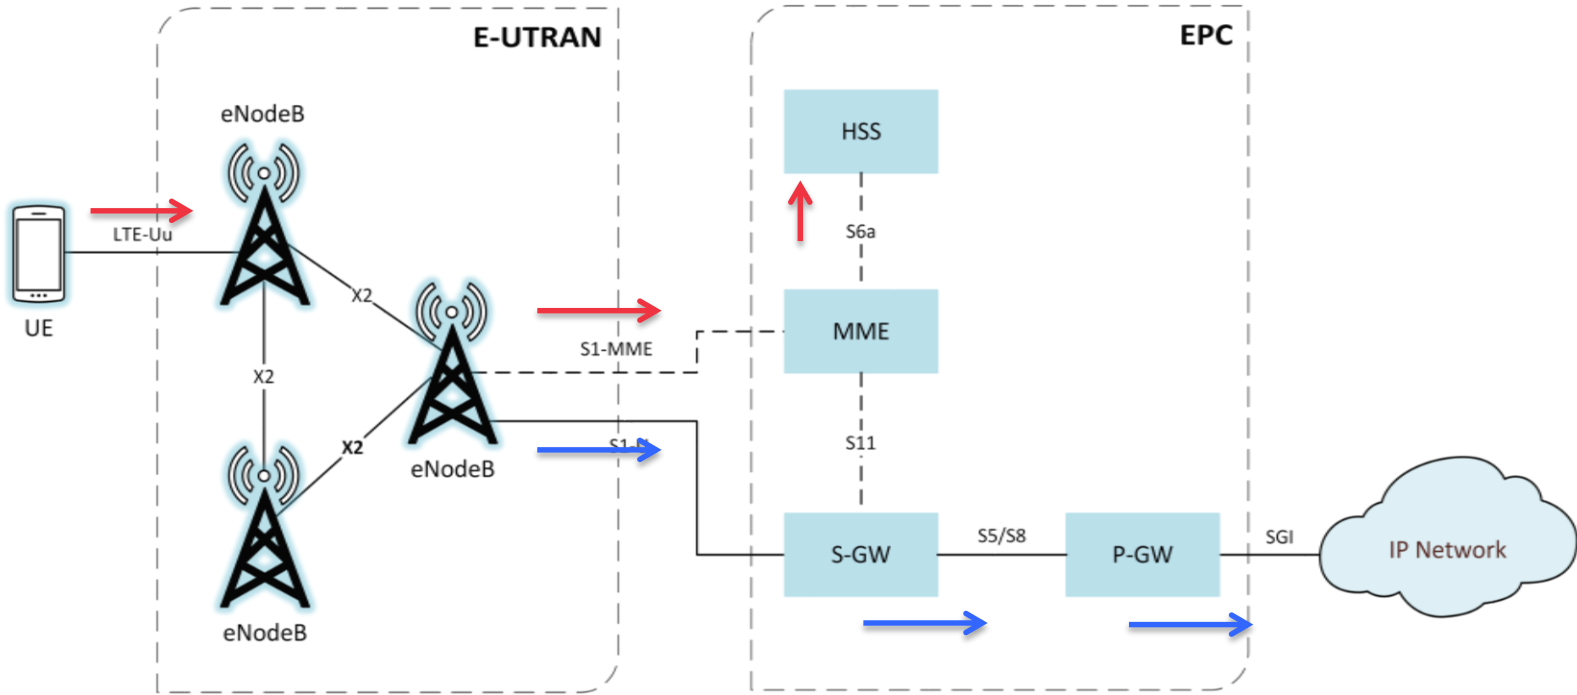 E-UTRAN
EPC
eNodeB
HSS
LTE-Uu
S6a
UE
X2
MME
S1-MME
X2
X2
S11
eNodeB
S5/S8
SGI
S-GW
P-GW
IP Network
eNodeB